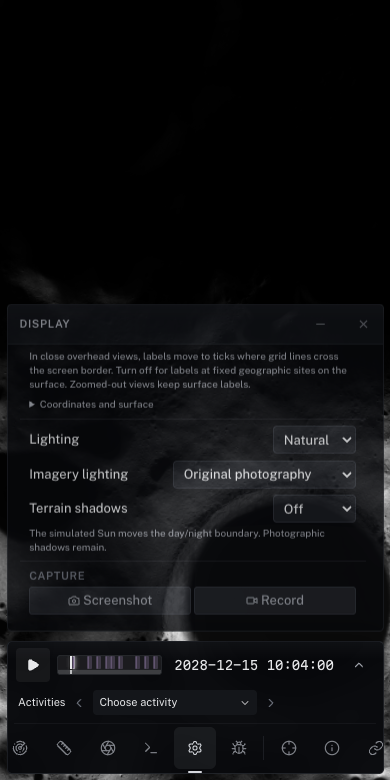 DISPLAY
In close overhead views, labels move to ticks where grid lines cross
the screen border. Turn off for labels at fixed geographic sites on the
surface. Zoomed-out views keep surface labels.
Coordinates and surface
Lighting Natural
Imagery lighting Original photography
Terrain shadows Off
The simulated Sun moves the day/night boundary. Photographic
shadows remain.
CAPTURE
Screenshot Record
2028-12-15 10:04:00
Activities Choose activity